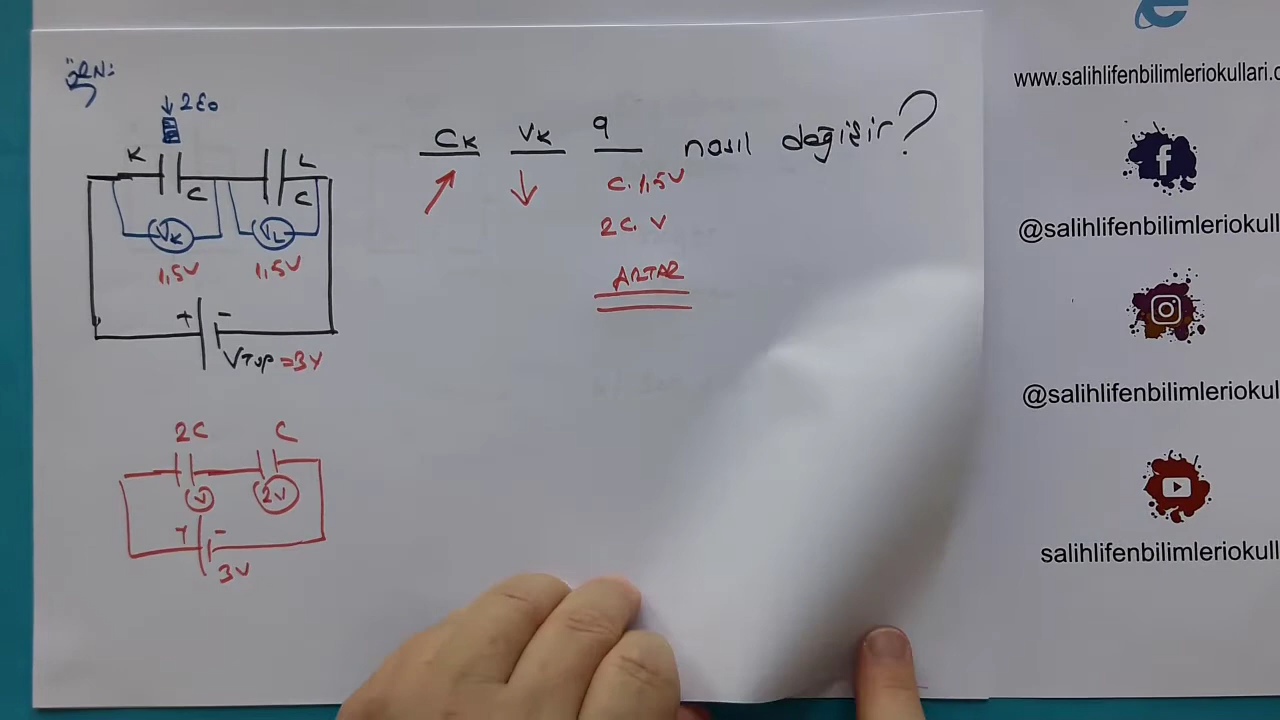 ÖRN:
2ε0
K
C
L
C
VK
VL
1,5V
1,5V
+
-
VTOP=3V
CK VK q nasıl değişir?
C.1,5V
2C.V
ARTAR
2C
C
V
2V
+
-
3V
www.salihlifenbilimleriokullari.c
@salihlifenbilimleriokull
@salihlifenbilimleriokul
salihlifenbilimleriokull